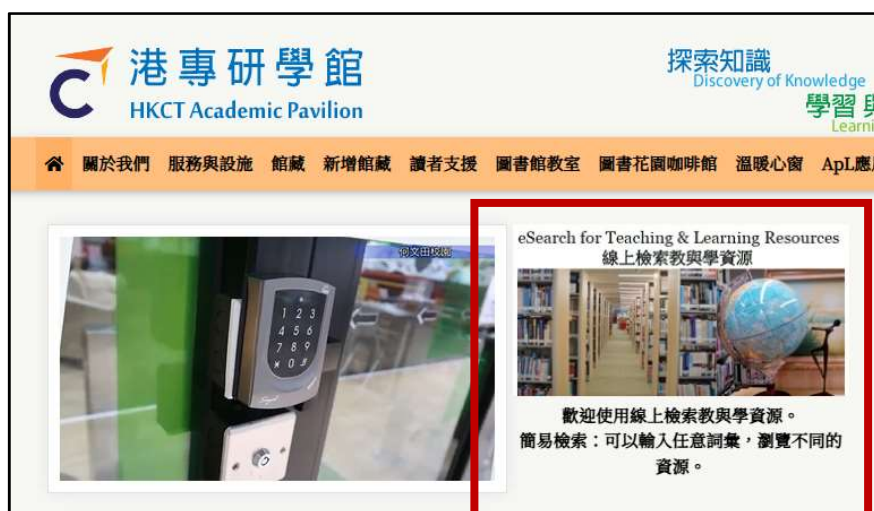 港專研學館
HKCT Academic Pavilion
探索知識
Discovery of Knowledge
學習與
Learni
關於我們 服務與設施 館藏 新增館藏 讀者支援 圖書館教室 圖書花園咖啡館 溫暖心窗 ApL應
何文田校園
1 2 3
4 5 6
7 8 9
* 0 #
eSearch for Teaching & Learning Resources
線上檢索教與學資源
歡迎使用線上檢索教與學資源。
簡易檢索：可以輸入任意詞彙，瀏覽不同的
資源。